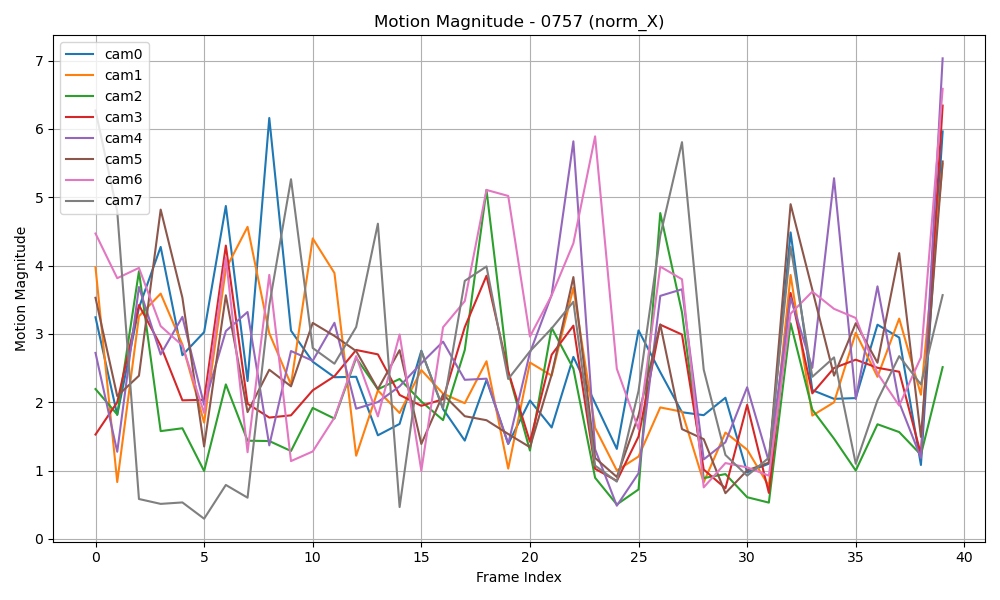 Motion Magnitude - 0757 (norm_X)
cam0
cam1
cam2
cam3
cam4
cam5
cam6
cam7
Motion Magnitude
7
6
5
4
3
2
1
0
0 5 10 15 20 25 30 35 40
Frame Index